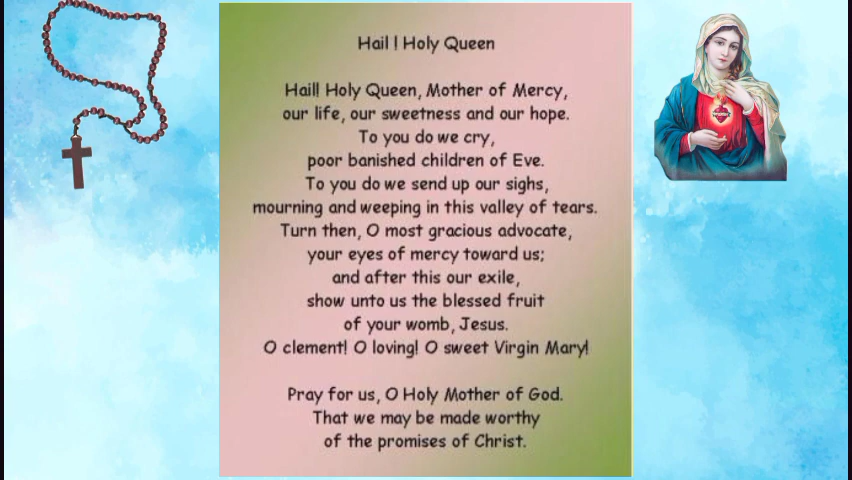 Hail ! Holy Queen
Hail! Holy Queen, Mother of Mercy,
our life, our sweetness and our hope.
To you do we cry,
poor banished children of Eve.
To you do we send up our sighs,
mourning and weeping in this valley of tears.
Turn then, O most gracious advocate,
your eyes of mercy toward us;
and after this our exile,
show unto us the blessed fruit
of your womb, Jesus.
O clement! O loving! O sweet Virgin Mary!
Pray for us, O Holy Mother of God.
That we may be made worthy
of the promises of Christ.